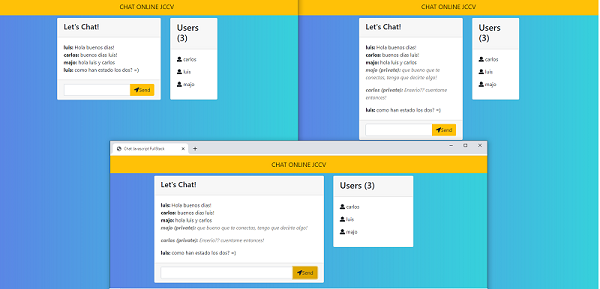 CHAT ONLINE JCCV
Let's Chat!
luis: Hola buenos dias!
carlos: buenos dias luis!
majo: hola luis y carlos
luis: como han estado los dos? =)
Send
Users
(3)
carlos
luis
majo
CHAT ONLINE JCCV
Let's Chat!
luis: Hola buenos dias!
carlos: buenos dias luis!
majo: hola luis y carlos
majo (private): que bueno que te
conectas, tengo que decirte algo!
carlos (private): Enserio?? cuentame
entonces!
luis: como han estado los dos? =)
Send
Users
(3)
carlos
luis
majo
Chat Javascript FullStack
CHAT ONLINE JCCV
Let's Chat!
luis: Hola buenos dias!
carlos: buenos dias luis!
majo: hola luis y carlos
majo (private): que bueno que te conectas, tengo que decirte algo!
carlos (private): Enserio?? cuentame entonces!
luis: como han estado los dos? =)
Send
Users (3)
carlos
luis
majo